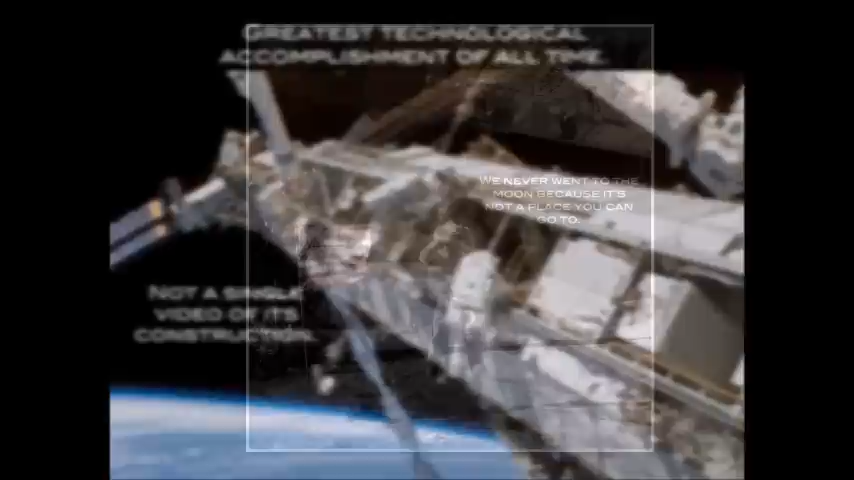 GREATEST TECHNOLOGICAL
ACCOMPLISHMENT OF ALL TIME.
WE NEVER WENT TO THE
MOON BECAUSE IT'S
NOT A PLACE YOU CAN
GO TO.
NOT A SINGLE
VIDEO OF ITS
CONSTRUCTION.